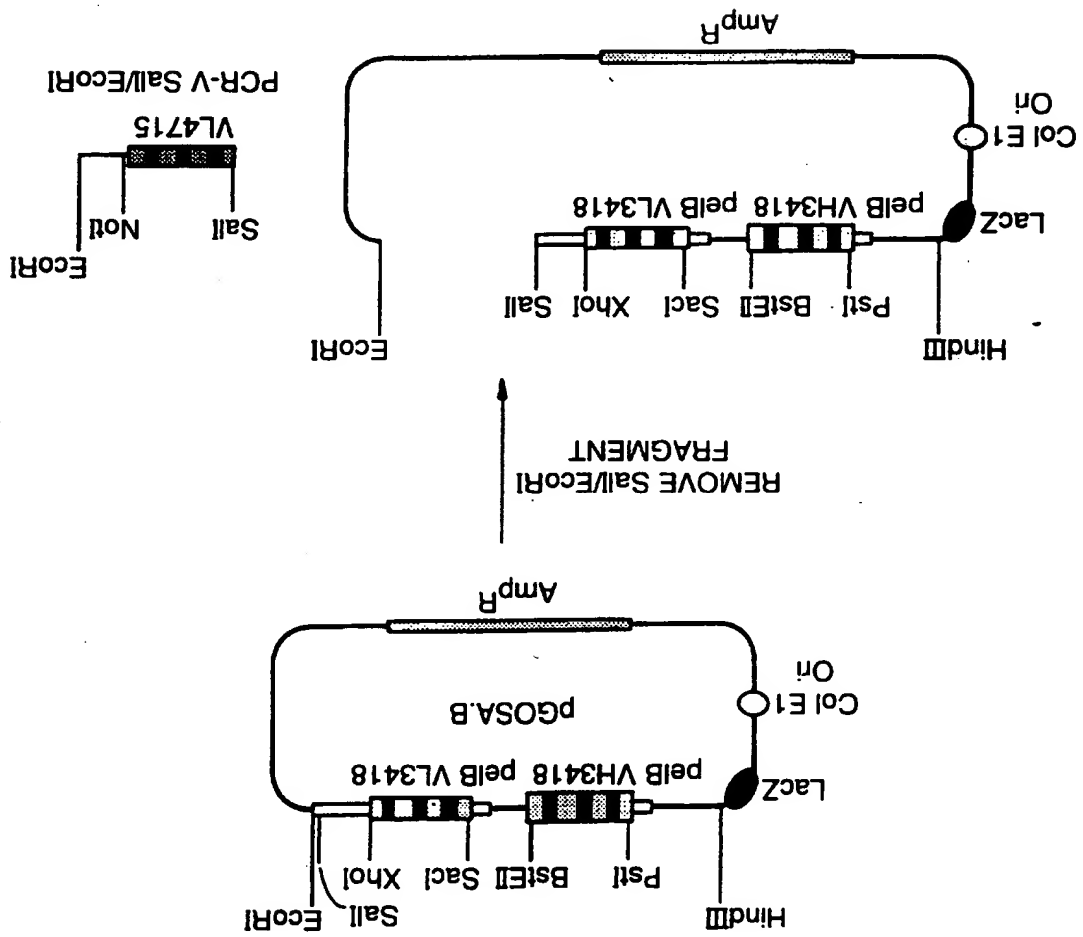 HindIII
PstI
BstEII
SacI
XhoI
SalI
EcoRI
LacZ
pelB VH3418
pelB VL3418
Col E1
Ori
pGOSA.B
AmpR
REMOVE SalI/EcoRI
FRAGMENT
HindIII
PstI
BstEII
SacI
XhoI
SalI
EcoRI
LacZ
pelB VH3418
pelB VL3418
Col E1
Ori
AmpR
SalI
NotI
EcoRI
VL4715
PCR-V SalI/EcoRI